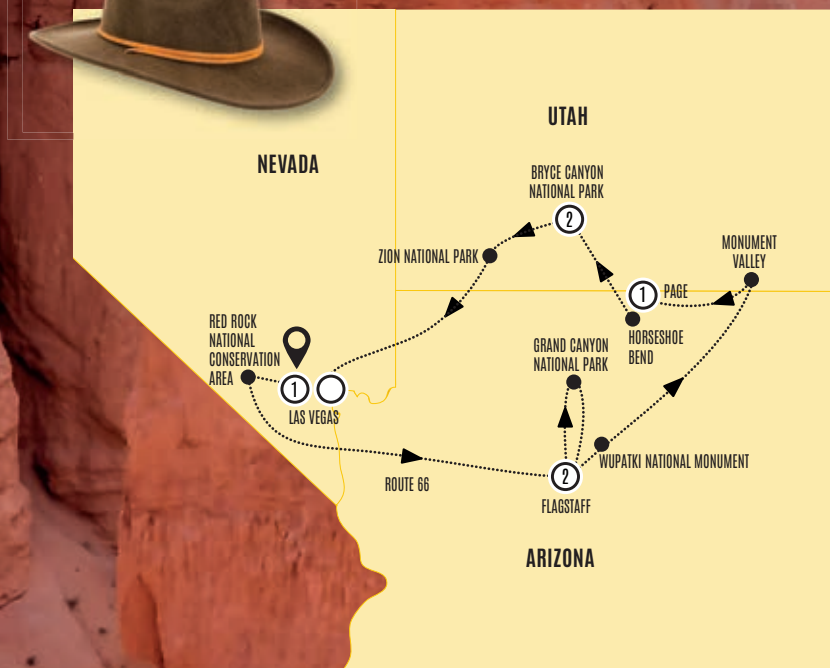 UTAH
NEVADA
BRYCE CANYON
NATIONAL PARK
2
ZION NATIONAL PARK
MONUMENT
VALLEY
1
PAGE
HORSESHOE
BEND
RED ROCK
NATIONAL
CONSERVATION
AREA
1
LAS VEGAS
GRAND CANYON
NATIONAL PARK
WUPATKI NATIONAL MONUMENT
2
ROUTE 66
FLAGSTAFF
ARIZONA